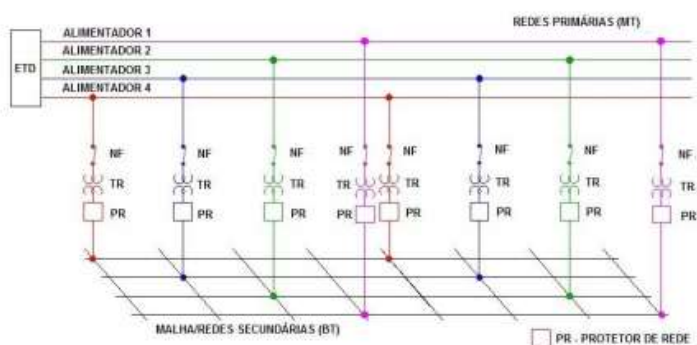 REDES PRIMÁRIAS (MT)
ALIMENTADOR 1
ALIMENTADOR 2
ALIMENTADOR 3
ALIMENTADOR 4
ETD
NF NF NF NF NF NF NF NF
TR TR TR TR TR TR TR TR
PR PR PR PR PR PR PR PR
MALHA/REDES SECUNDÁRIAS (BT)
PR - PROTETOR DE REDE